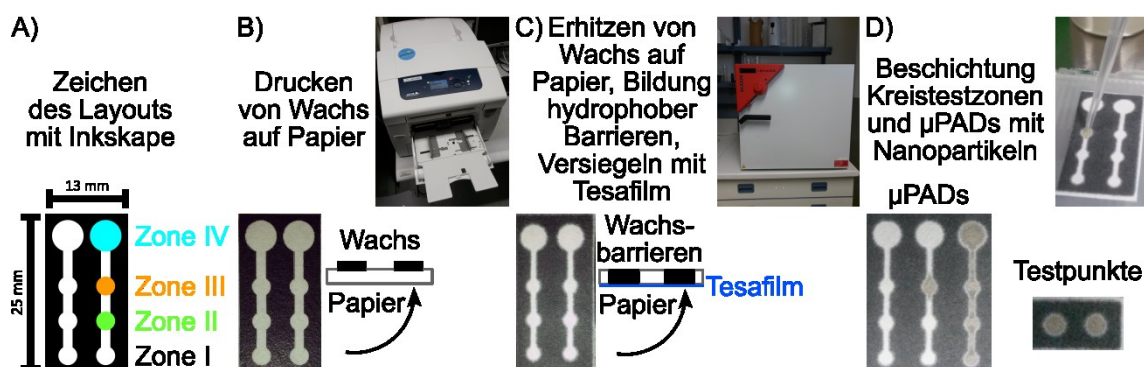 A)
Zeichen
des Layouts
mit Inkskape
13 mm
25 mm
Zone IV
Zone III
Zone II
Zone I
B)
Drucken
von Wachs
auf Papier
Wachs
Papier
C)
Erhitzen von
Wachs auf
Papier, Bildung
hydrophober
Barrieren,
Versiegeln mit
Tesafilm
Wachs-
barrieren
Papier
Tesafilm
D)
Beschichtung
Kreistestzonen
und µPADs mit
Nanopartikeln
µPADs
Testpunkte